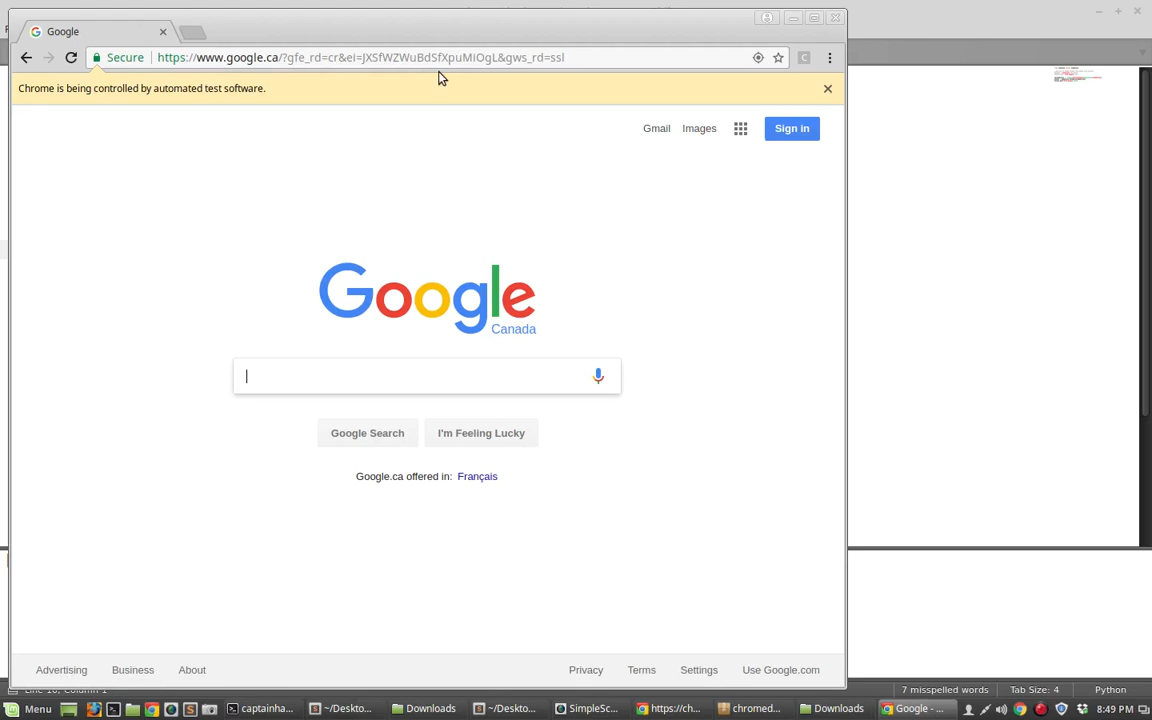 Google
Secure https://www.google.ca/?gfe_rd=cr&ei=JXSfWZWuBdSfXpuMIOgL&gws_rd=ssl
C
Chrome is being controlled by automated test software.
Gmail Images Sign in
Google
Canada
Google Search I'm Feeling Lucky
Google.ca offered in: Français
Advertising Business About Privacy Terms Settings Use Google.com
7 misspelled words Tab Size: 4 Python
Menu captainha... ~/Deskto... Downloads ~/Deskto... SimpleSc... https://ch... chromed... Downloads Google - ... 8:49 PM